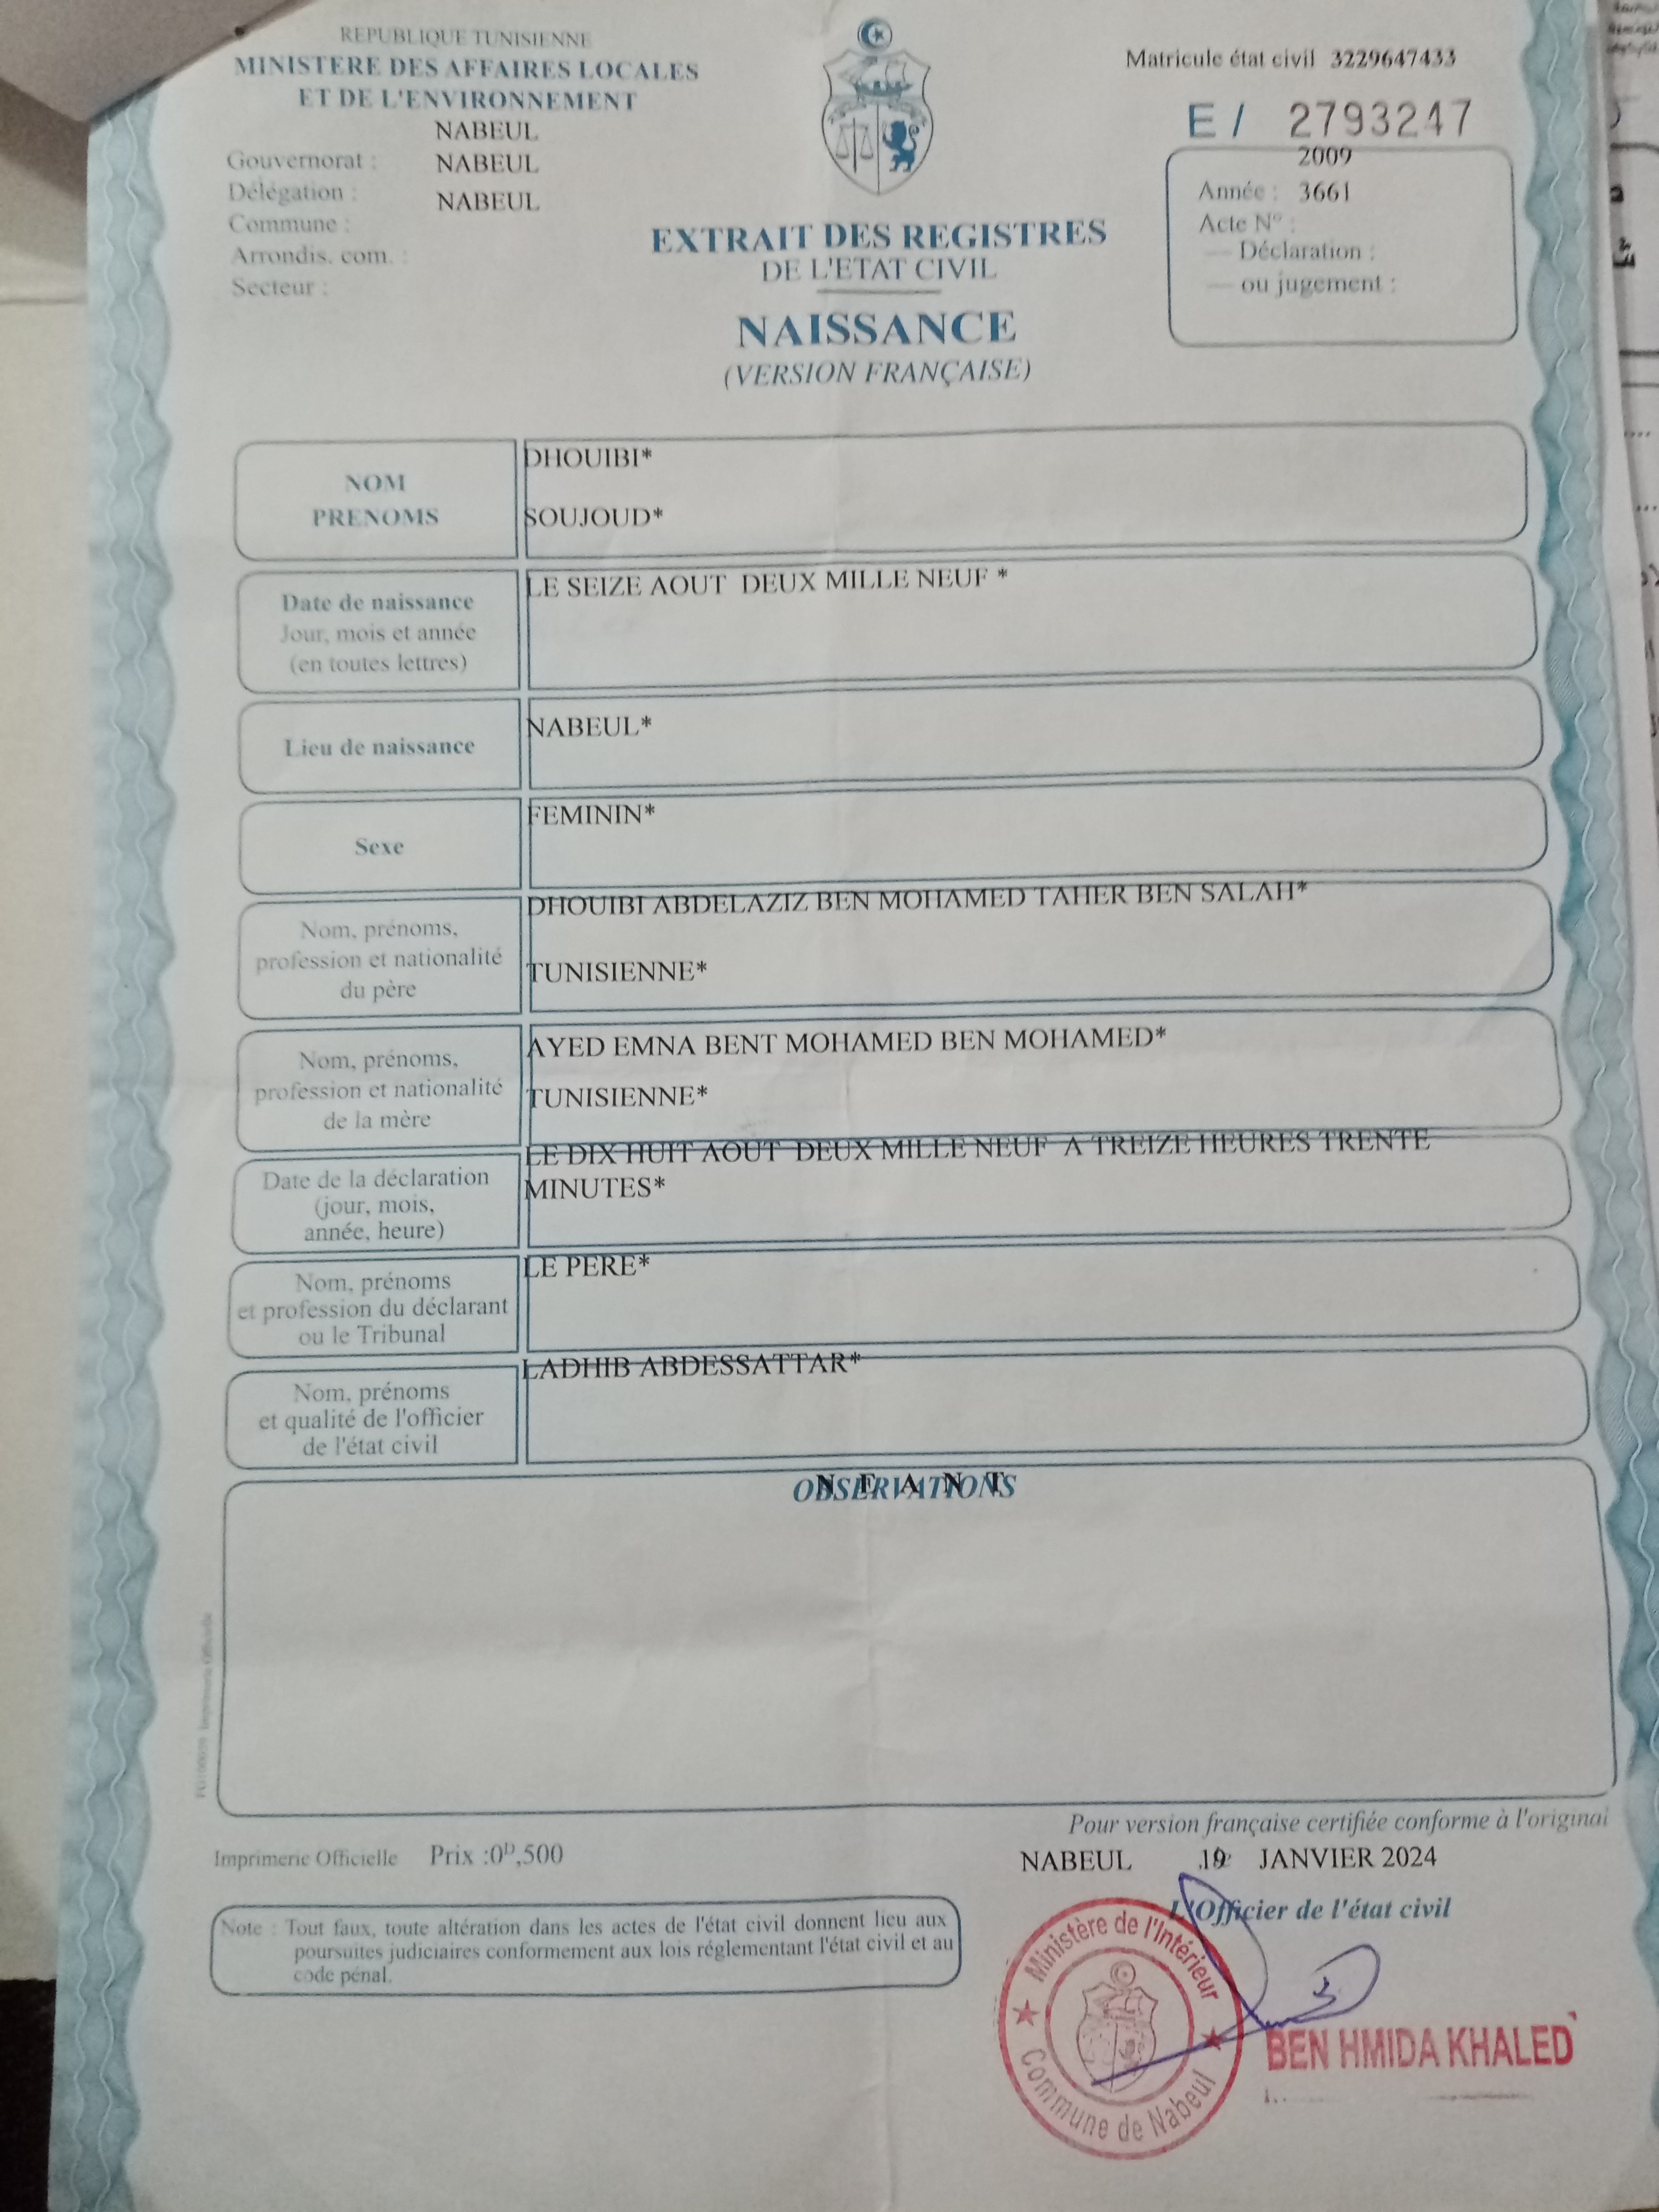 REPUBLIQUE TUNISIENNE
MINISTERE DES AFFAIRES LOCALES
ET DE L'ENVIRONNEMENT
NABEUL
Gouvernorat : NABEUL
Délégation :
NABEUL
Commune :
Arrondis. com. :
Secteur :
Matricule état civil 3229647433
E / 2793247
2009
Année : 3661
Acte N° :
— Déclaration :
— ou jugement :
EXTRAIT DES REGISTRES
DE L'ETAT CIVIL
NAISSANCE
(VERSION FRANÇAISE)
NOM
PRENOMS
DHOUIBI*
SOUJOUD*
Date de naissance
Jour, mois et année
(en toutes lettres)
LE SEIZE AOUT DEUX MILLE NEUF *
Lieu de naissance
NABEUL*
Sexe
FEMININ*
Nom, prénoms,
profession et nationalité
du père
DHOUIBI ABDELAZIZ BEN MOHAMED TAHER BEN SALAH*
TUNISIENNE*
Nom, prénoms,
profession et nationalité
de la mère
AYED EMNA BENT MOHAMED BEN MOHAMED*
TUNISIENNE*
Date de la déclaration
(jour, mois,
année, heure)
LE DIX HUIT AOUT DEUX MILLE NEUF A TREIZE HEURES TRENTE
MINUTES*
Nom, prénoms
et profession du déclarant
ou le Tribunal
LE PERE*
Nom, prénoms
et qualité de l'officier
de l'état civil
LADHIB ABDESSATTAR*
OBSERVATIONS
N E A N T
Pour version française certifiée conforme à l'original
Imprimerie Officielle Prix :0ᴰ,500
NABEUL 19 JANVIER 2024
L'Officier de l'état civil
Note : Tout faux, toute altération dans les actes de l'état civil donnent lieu aux
poursuites judiciaires conformement aux lois réglementant l'état civil et au
code pénal.
Ministère de l'Intérieur
Commune de Nabeul
BEN HMIDA KHALED